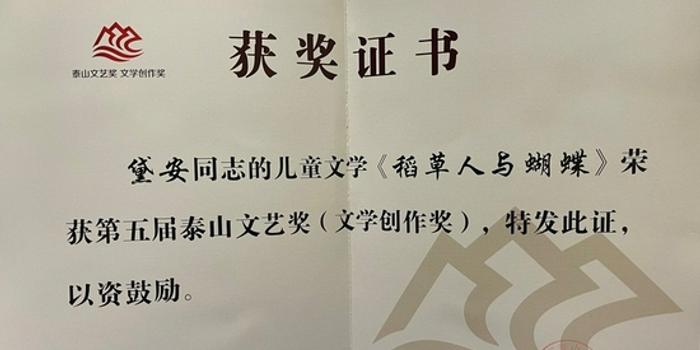 获奖证书
泰山文艺奖 文学创作奖
黛安同志的儿童文学《稻草人与蝴蝶》荣
获第五届泰山文艺奖(文学创作奖),特发此证,
以资鼓励。